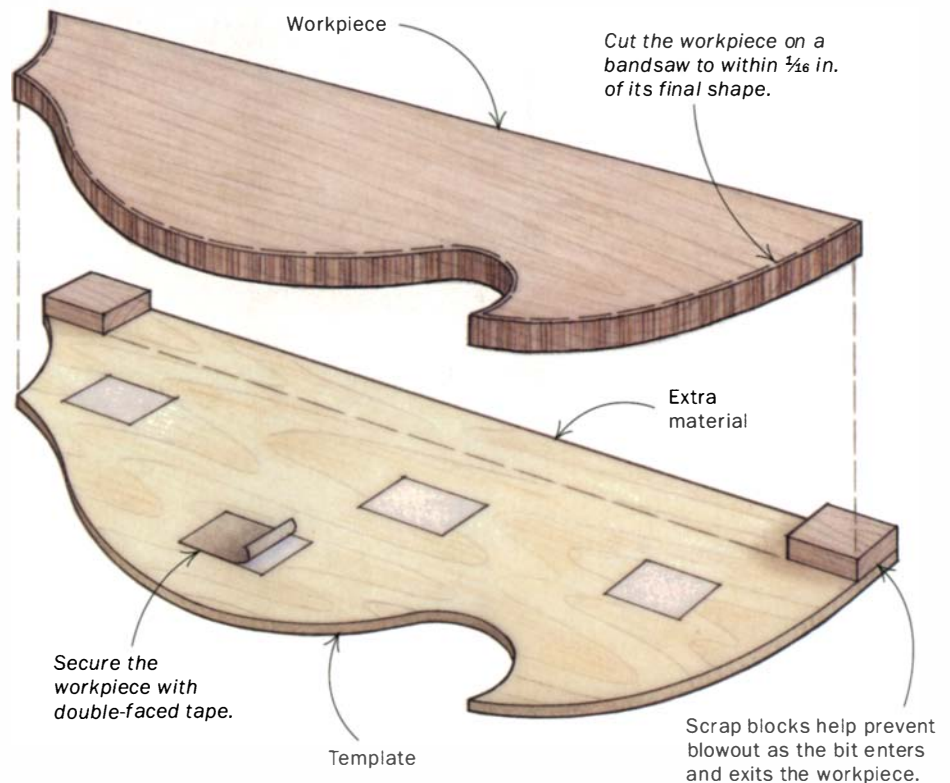 Workpiece
Cut the workpiece on a
bandsaw to within 1⁄16 in.
of its final shape.
Extra
material
Secure the
workpiece with
double-faced tape.
Template
Scrap blocks help prevent
blowout as the bit enters
and exits the workpiece.